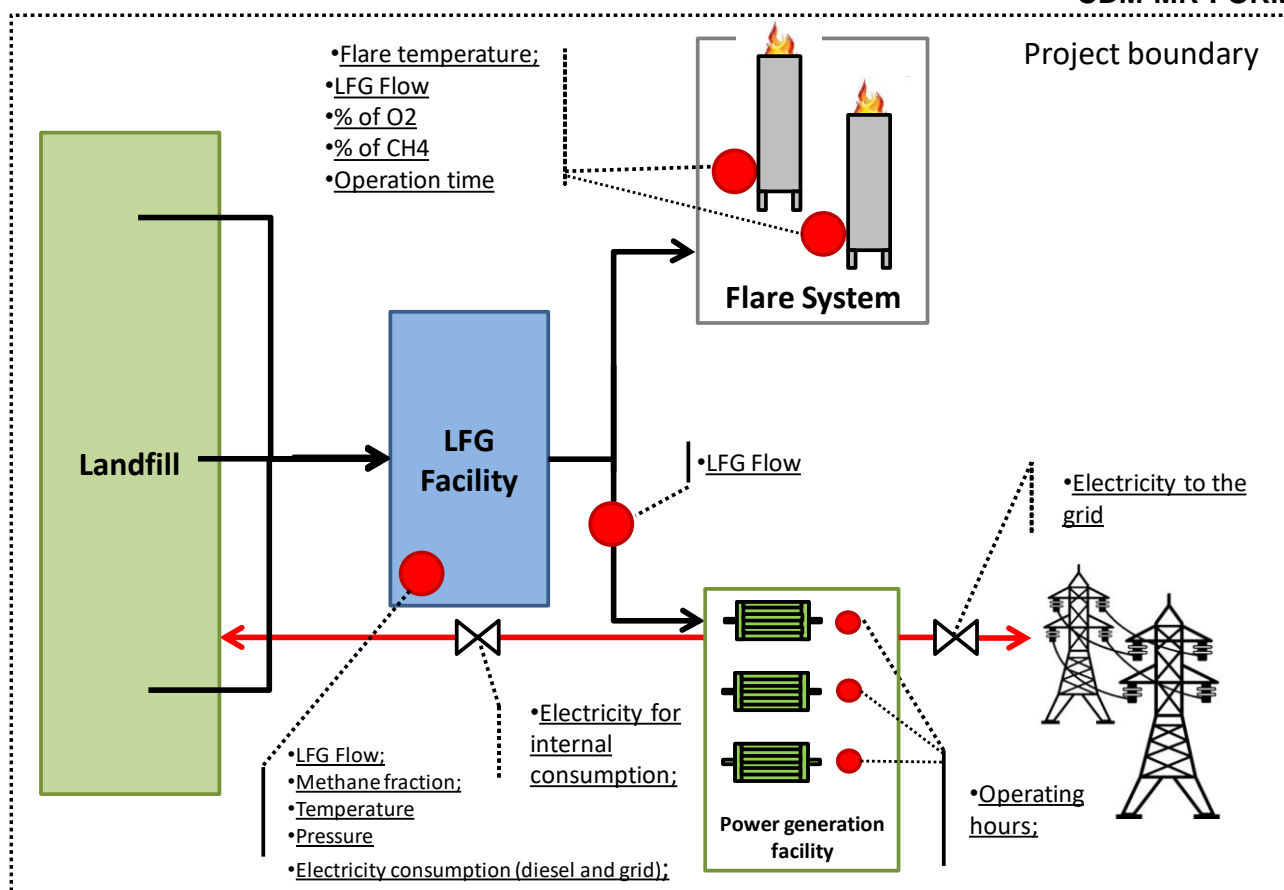 Project boundary
•Flare temperature;
•LFG Flow
•% of O2
•% of CH4
•Operation time
Flare System
Landfill
LFG
Facility
•LFG Flow
•Electricity to the
grid
•Electricity for
internal
consumption;
•LFG Flow;
•Methane fraction;
•Temperature
•Pressure
•Electricity consumption (diesel and grid);
Power generation
facility
•Operating
hours;